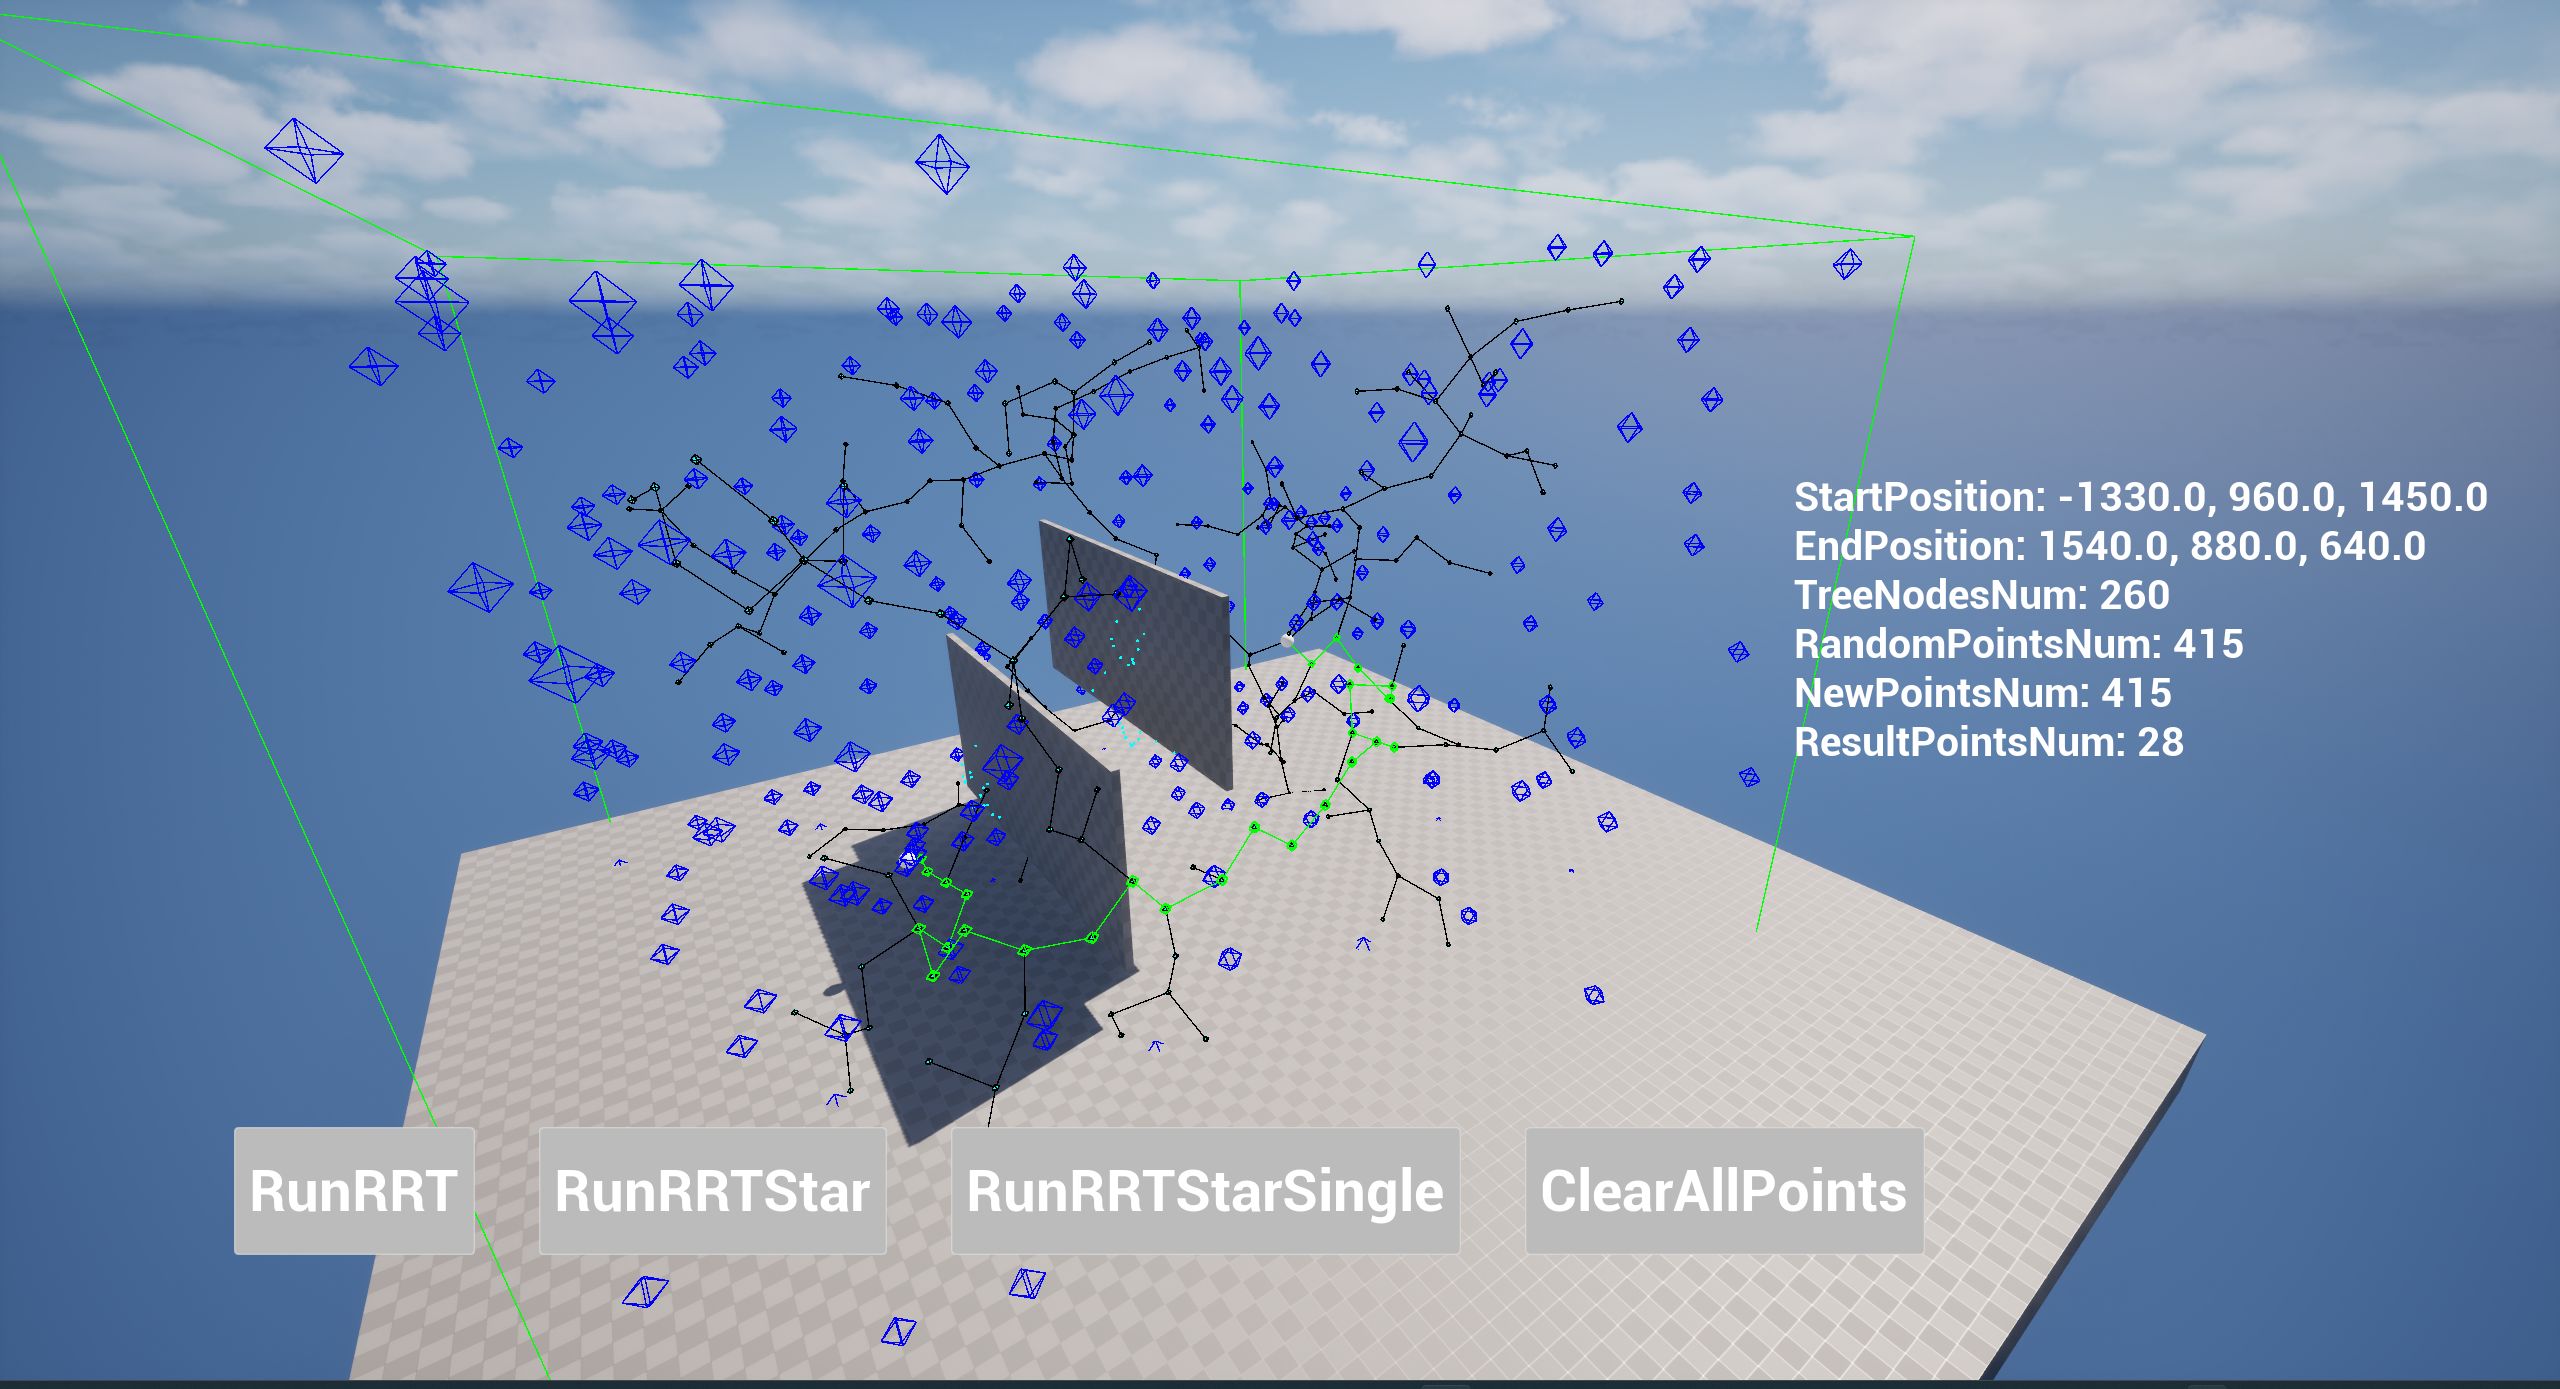 StartPosition: -1330.0, 960.0, 1450.0
EndPosition: 1540.0, 880.0, 640.0
TreeNodesNum: 260
RandomPointsNum: 415
NewPointsNum: 415
ResultPointsNum: 28
RunRRT
RunRRTStar
RunRRTStarSingle
ClearAllPoints